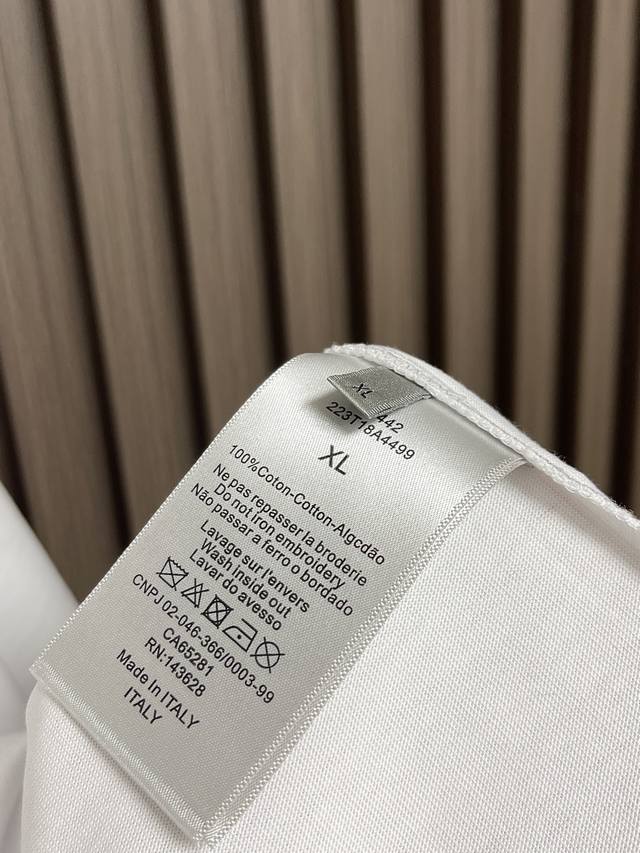 XL
442
223T18A4499
XL
100%Coton-Cotton-Algcdão
Ne pas repasser la broderie
Do not iron embroidery
Não passar a ferro o bordado
Lavage sur l'envers
Wash inside out
Lavar do avesso
CNPJ 02-046-366/0003-99
CA65281
RN:143628
Made in ITALY
ITALY